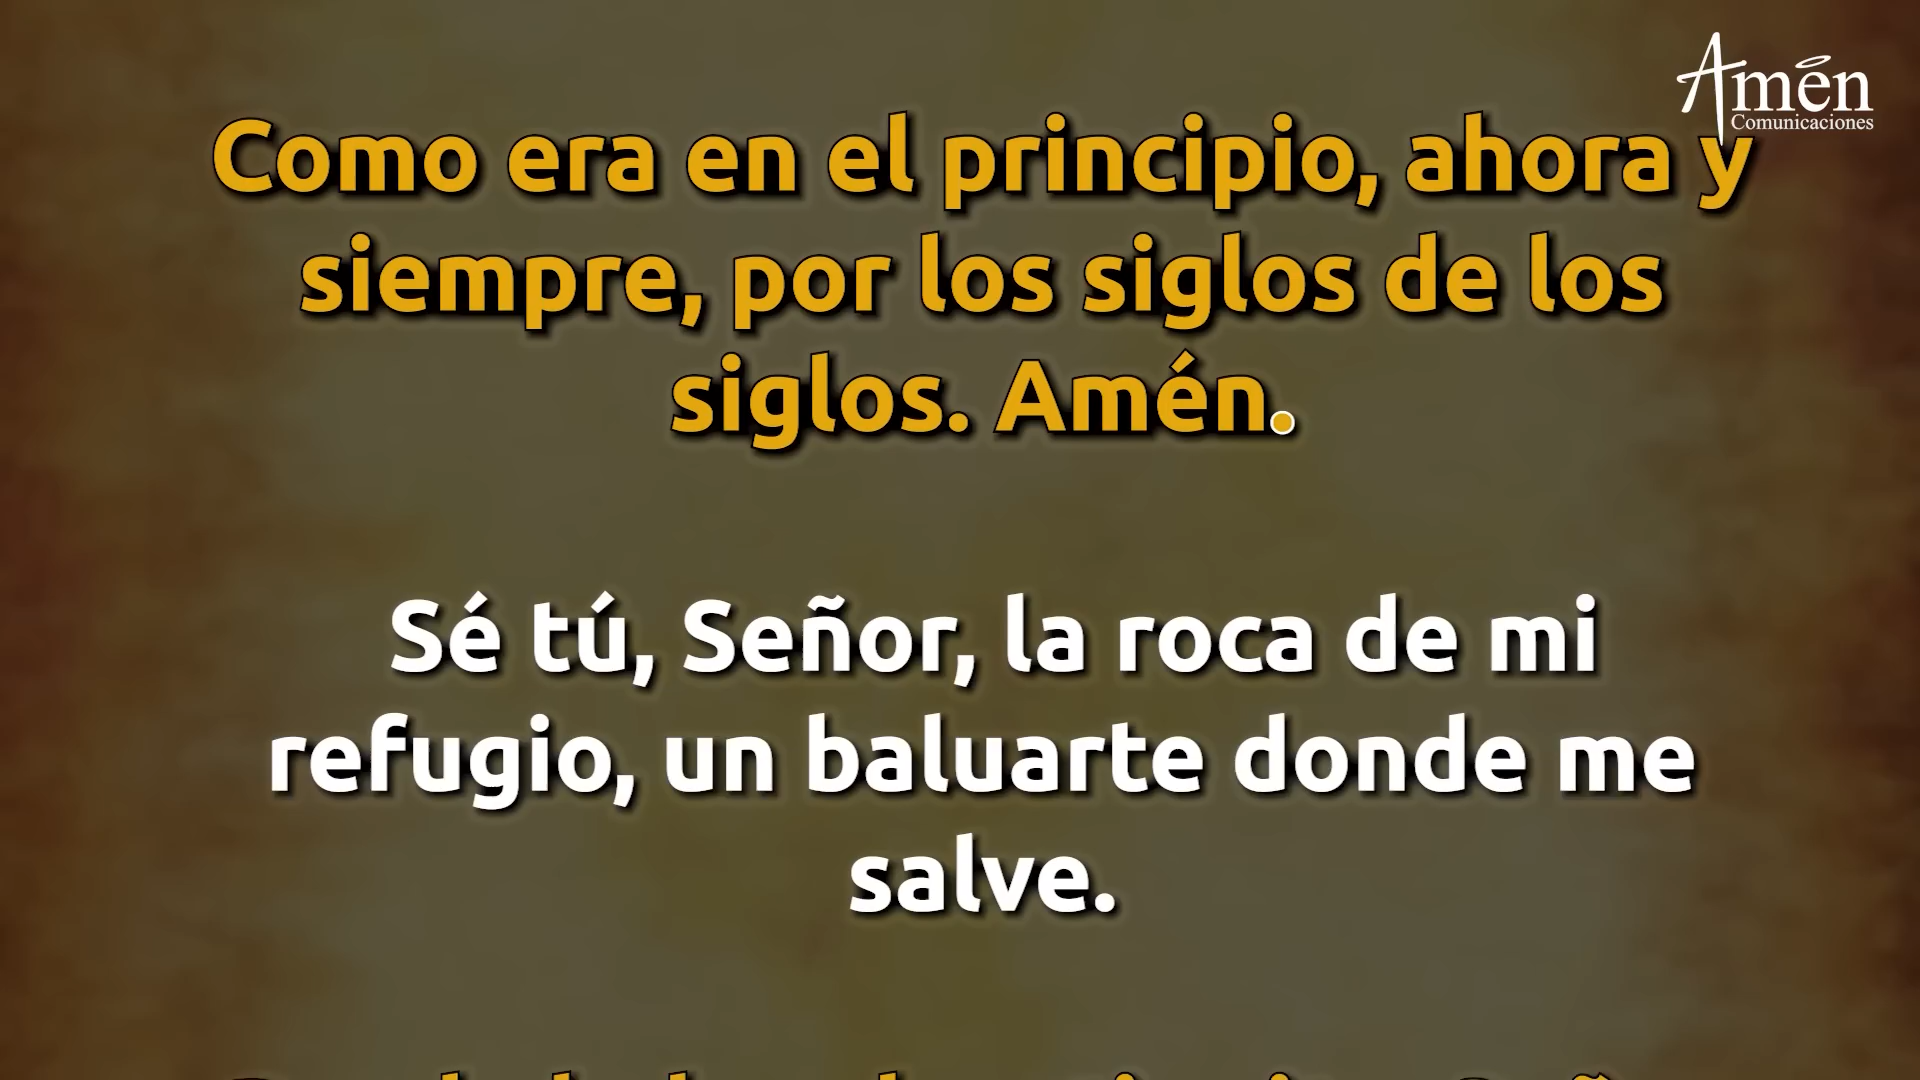 Amén
Comunicaciones
Como era en el principio, ahora y
siempre, por los siglos de los
siglos. Amén.
Sé tú, Señor, la roca de mi
refugio, un baluarte donde me
salve.